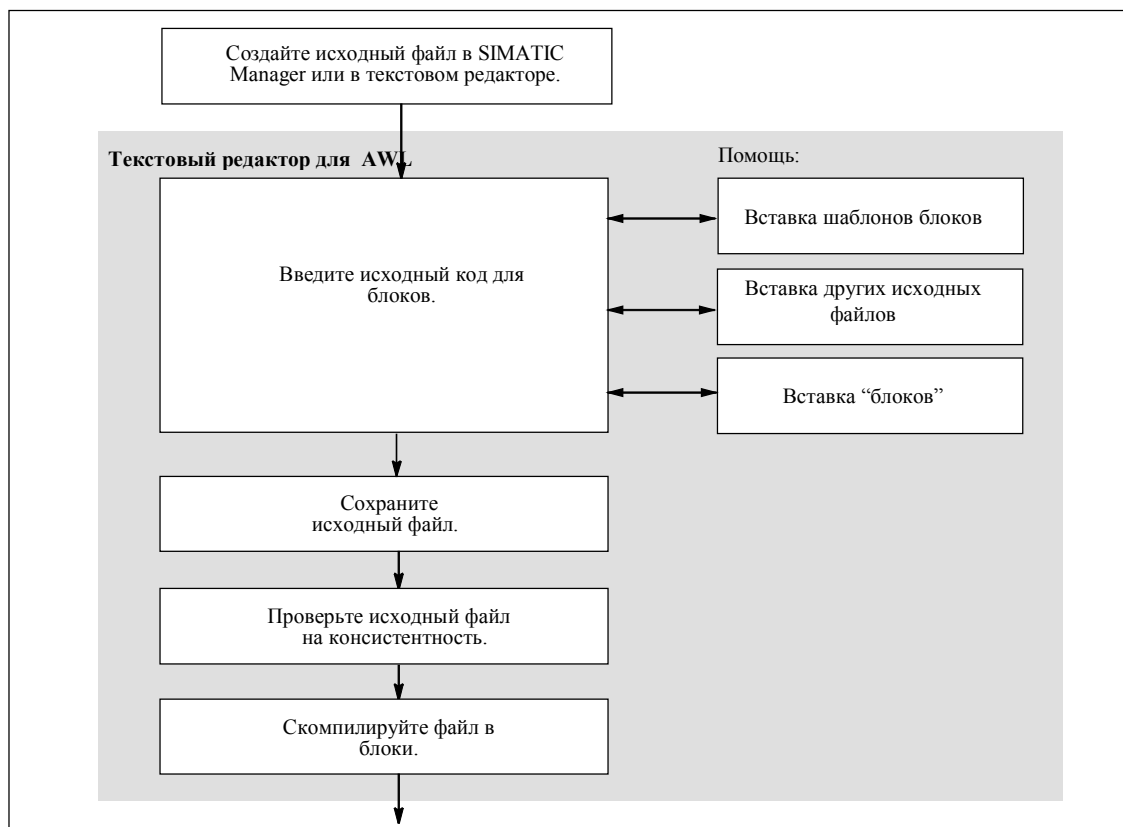 Создайте исходный файл в SIMATIC
Manager или в текстовом редакторе.
Текстовый редактор для AWL
Помощь:
Введите исходный код для
блоков.
Вставка шаблонов блоков
Вставка других исходных
файлов
Вставка “блоков”
Сохраните
исходный файл.
Проверьте исходный файл
на консистентность.
Скомпилируйте файл в
блоки.